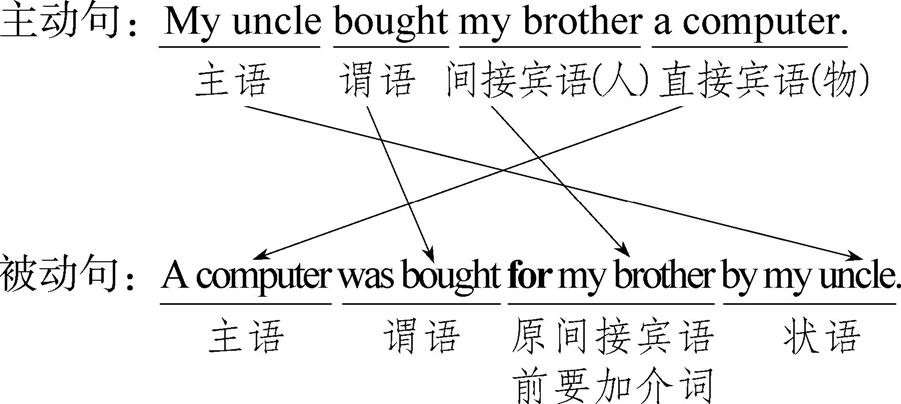 主动句：My uncle bought my brother a computer.
主语 谓语 间接宾语(人) 直接宾语(物)
被动句：A computer was bought for my brother by my uncle.
主语 谓语 原间接宾语 状语
前要加介词